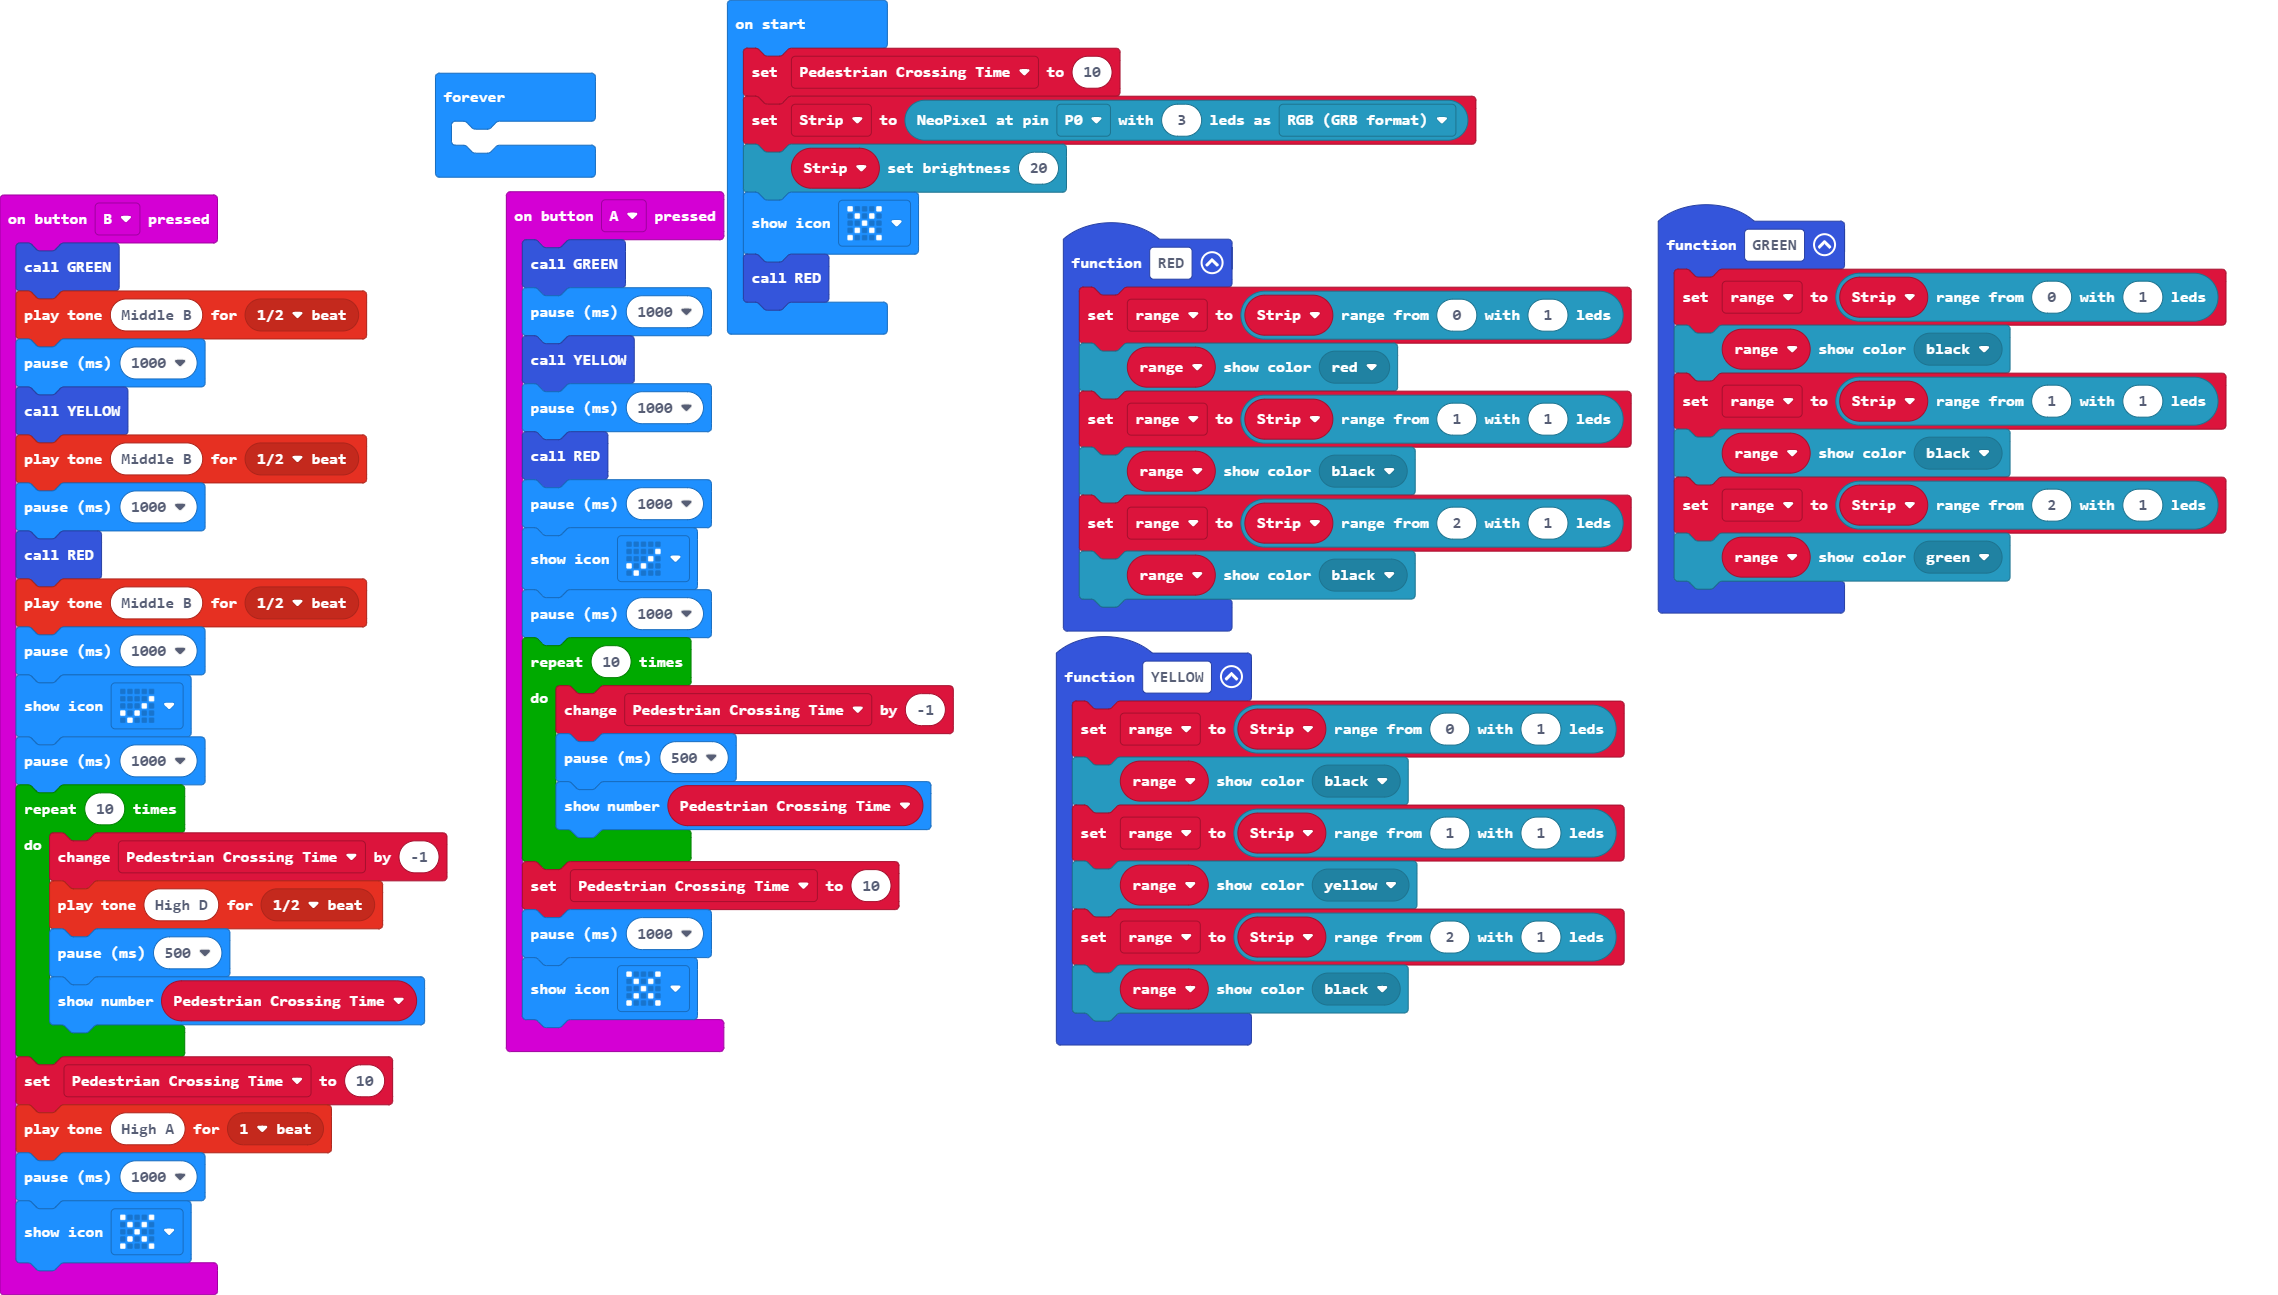 on start
set Pedestrian Crossing Time to 10
set Strip to NeoPixel at pin P0 with 3 leds as RGB (GRB format)
Strip set brightness 20
show icon
call RED
forever
on button B pressed
call GREEN
play tone Middle B for 1/2 beat
pause (ms) 1000
call YELLOW
play tone Middle B for 1/2 beat
pause (ms) 1000
call RED
play tone Middle B for 1/2 beat
pause (ms) 1000
show icon
pause (ms) 1000
repeat 10 times
do
change Pedestrian Crossing Time by -1
play tone High D for 1/2 beat
pause (ms) 500
show number Pedestrian Crossing Time
set Pedestrian Crossing Time to 10
play tone High A for 1 beat
pause (ms) 1000
show icon
on button A pressed
call GREEN
pause (ms) 1000
call YELLOW
pause (ms) 1000
call RED
pause (ms) 1000
show icon
pause (ms) 1000
repeat 10 times
do
change Pedestrian Crossing Time by -1
pause (ms) 500
show number Pedestrian Crossing Time
set Pedestrian Crossing Time to 10
pause (ms) 1000
show icon
function RED
set range to Strip range from 0 with 1 leds
range show color red
set range to Strip range from 1 with 1 leds
range show color black
set range to Strip range from 2 with 1 leds
range show color black
function YELLOW
set range to Strip range from 0 with 1 leds
range show color black
set range to Strip range from 1 with 1 leds
range show color yellow
set range to Strip range from 2 with 1 leds
range show color black
function GREEN
set range to Strip range from 0 with 1 leds
range show color black
set range to Strip range from 1 with 1 leds
range show color black
set range to Strip range from 2 with 1 leds
range show color green